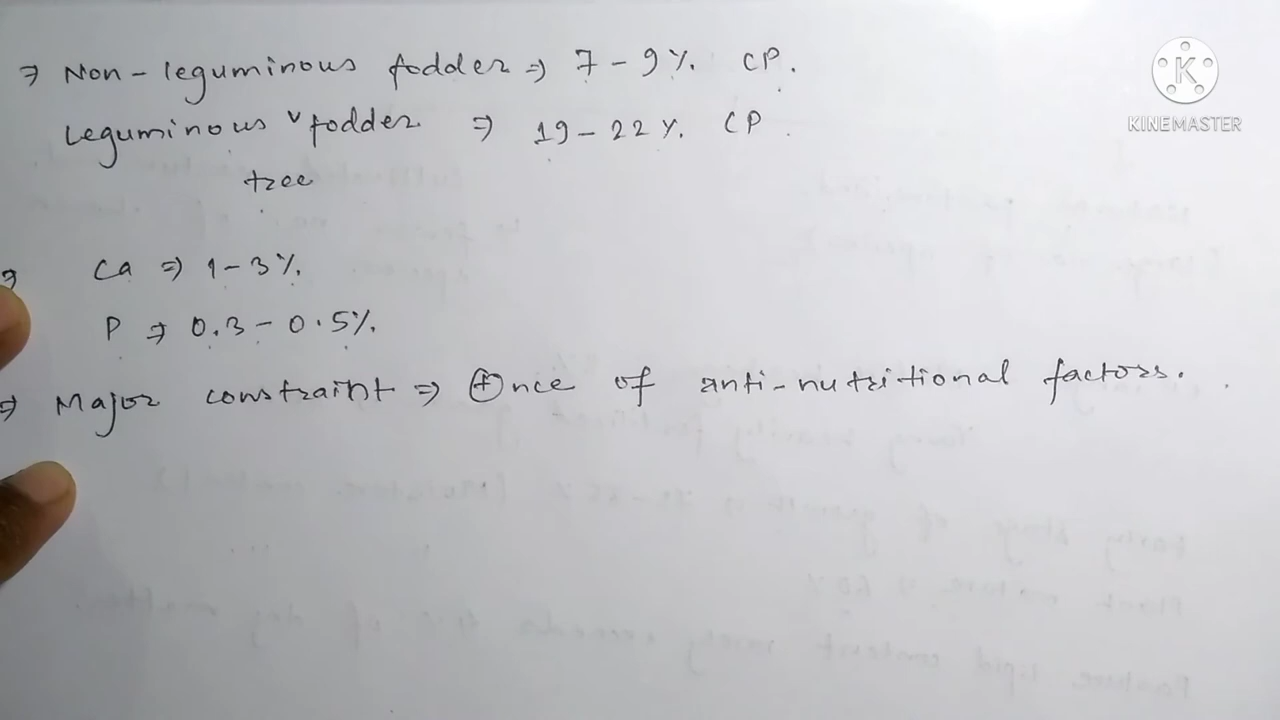 ⇒ Non-leguminous fodder ⇒ 7-9% CP.
Leguminous ˅ fodder ⇒ 19-22% CP.
tree
Ca ⇒ 1-3%.
P ⇒ 0.3-0.5%.
⇒ Major constraint ⇒ ⊕nce of anti-nutritional factors.
K
KINEMASTER